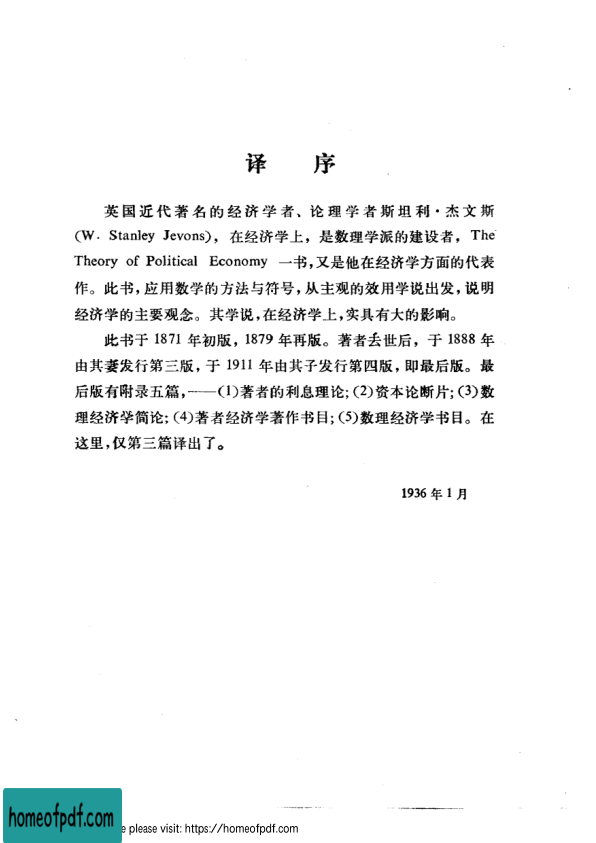 译 序
英国近代著名的经济学者、论理学者斯坦利·杰文斯
(W. Stanley Jevons)，在经济学上，是数理学派的建设者，The
Theory of Political Economy 一书，又是他在经济学方面的代表
作。此书，应用数学的方法与符号，从主观的效用学说出发，说明
经济学的主要观念。其学说，在经济学上，实具有大的影响。
此书于 1871 年初版，1879 年再版。著者去世后，于 1888 年
由其妻发行第三版，于 1911 年由其子发行第四版，即最后版。最
后版有附录五篇，——(1)著者的利息理论；(2)资本论断片；(3)数
理经济学简论；(4)著者经济学著作书目；(5)数理经济学书目。在
这里，仅第三篇译出了。
1936 年 1 月
homeofpdf.com
e please visit: https://homeofpdf.com